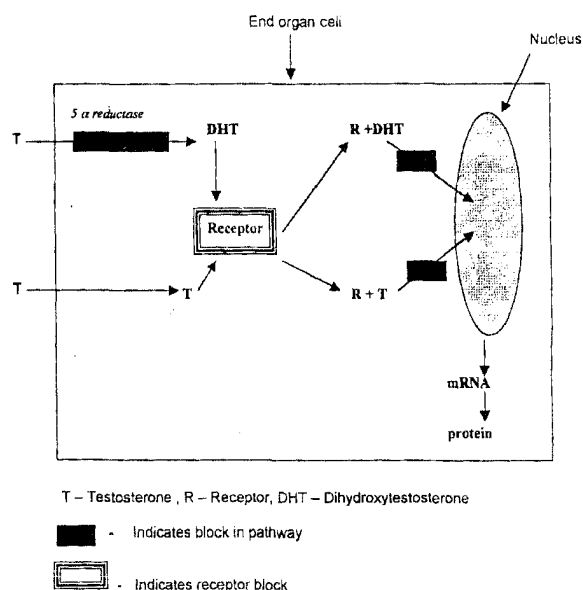 End organ cell
Nucleus
5 α reductase
T
DHT
R +DHT
Receptor
T
T
R + T
mRNA
protein
T – Testosterone , R – Receptor, DHT – Dihydroxytestosterone
- Indicates block in pathway
- Indicates receptor block